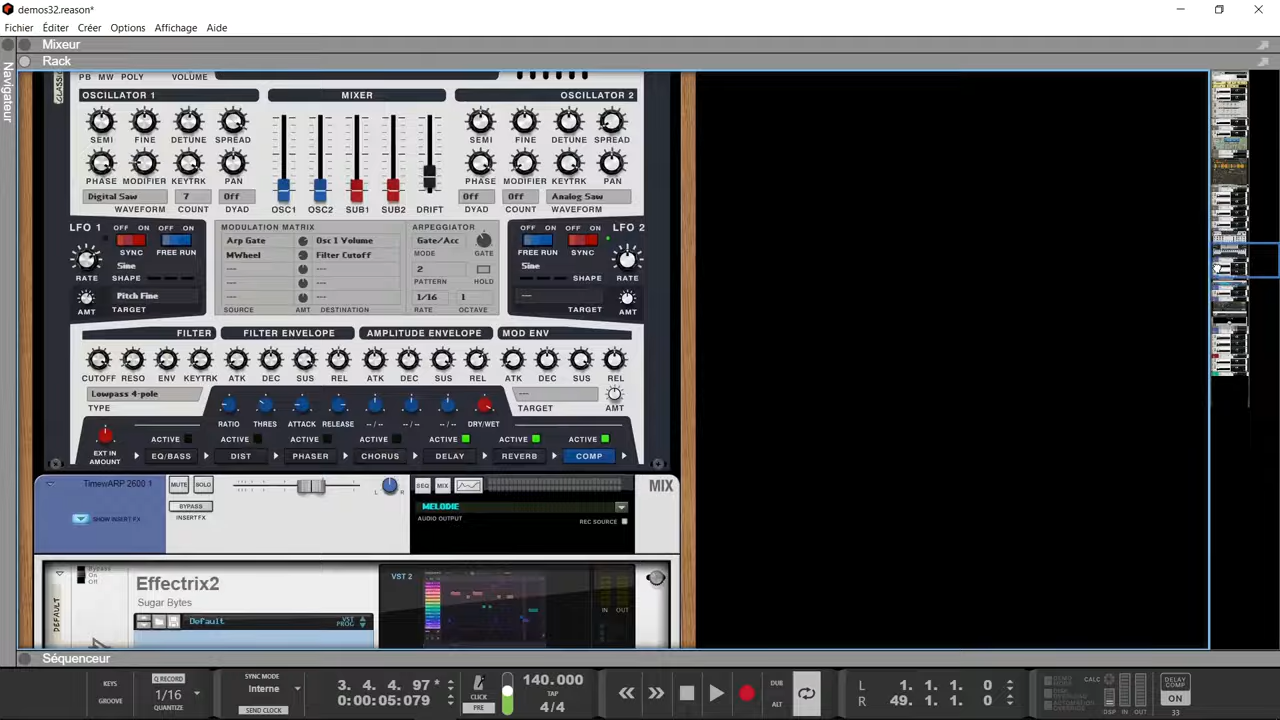 demos32.reason*
Fichier Éditer Créer Options Affichage Aide
Mixeur
Rack
Navigateur
PB MW POLY VOLUME
OSCILLATOR 1 MIXER OSCILLATOR 2
SEMI FINE DETUNE SPREAD SEMI FINE DETUNE SPREAD
PHASE MODIFIER KEYTRK PAN PHASE MODIFIER KEYTRK PAN
Digital Saw 7 Off Off Off Analog Saw
WAVEFORM COUNT DYAD OSC1 OSC2 SUB1 SUB2 DRIFT DYAD COUNT WAVEFORM
LFO 1 OFF ON OFF ON MODULATION MATRIX ARPEGGIATOR OFF ON OFF ON LFO 2
Arp Gate Osc 1 Volume Gate/Acc
SYNC FREE RUN MWheel Filter Cutoff MODE GATE FREE RUN SYNC
Sine --- --- 2 Sine
RATE SHAPE --- --- PATTERN HOLD SHAPE RATE
Pitch Fine --- --- 1/16 1 ---
AMT TARGET SOURCE AMT DESTINATION RATE OCTAVE TARGET AMT
FILTER FILTER ENVELOPE AMPLITUDE ENVELOPE MOD ENV
CUTOFF RESO ENV KEYTRK ATK DEC SUS REL ATK DEC SUS REL ATK DEC SUS REL
Lowpass 4-pole ---
TYPE RATIO THRES ATTACK RELEASE --/-- --/-- --/-- DRY/WET TARGET AMT
ACTIVE ACTIVE ACTIVE ACTIVE ACTIVE ACTIVE ACTIVE
EXT IN AMOUNT EQ/BASS DIST PHASER CHORUS DELAY REVERB COMP
TimewARP 2600 1 MUTE SOLO L R SEQ MIX MIX
BYPASS MELODIE
SHOW INSERT FX INSERT FX AUDIO OUTPUT REC SOURCE
Bypass
On
Off
Effectrix2 VST 2
Sugar Bytes IN OUT
DEFAULT Default VST PROG
Séquenceur
KEYS Q RECORD SYNC MODE 3. 4. 4. 97 * 140.000 DUB L 1. 1. 1. 0 CALC DELAY COMP
1/16 Interne CLICK TAP ON
GROOVE QUANTIZE SEND CLOCK 0:00:05:079 PRE 4/4 ALT R 49. 1. 1. 0 DSP IN OUT 33